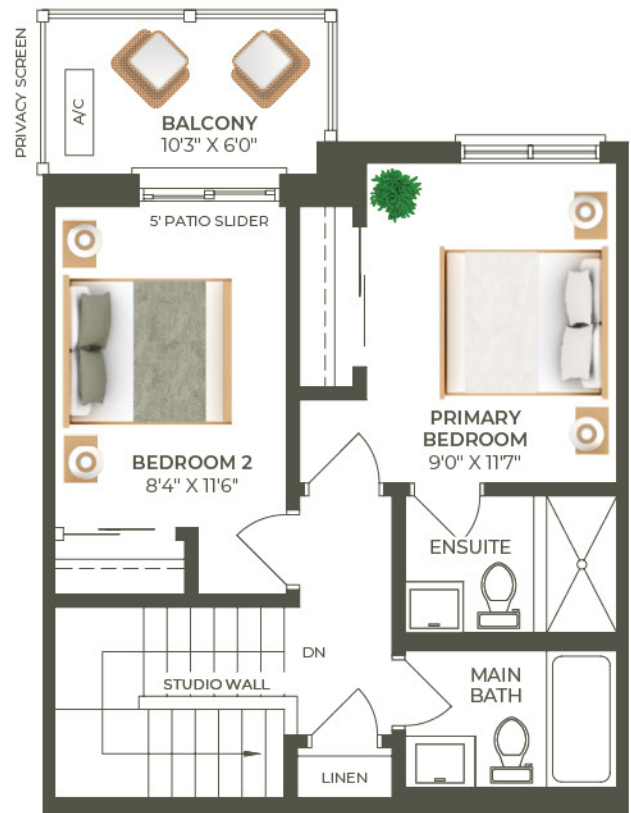 PRIVACY SCREEN
A/C
BALCONY
10'3" X 6'0"
5' PATIO SLIDER
PRIMARY
BEDROOM
9'0" X 11'7"
BEDROOM 2
8'4" X 11'6"
ENSUITE
DN
STUDIO WALL
MAIN
BATH
LINEN